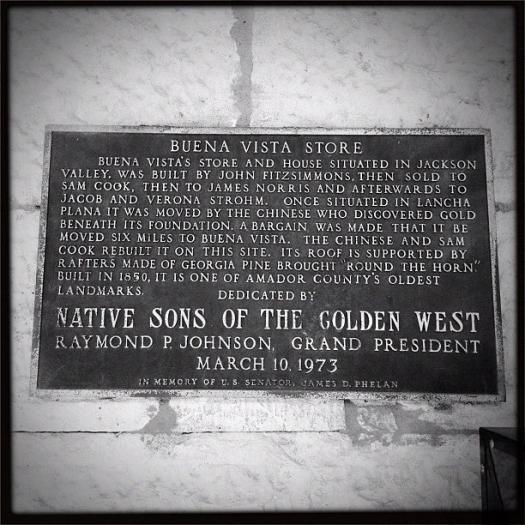 BUENA VISTA STORE
BUENA VISTA'S STORE AND HOUSE SITUATED IN JACKSON
VALLEY. WAS BUILT BY JOHN FITZSIMMONS, THEN SOLD TO
SAM COOK, THEN TO JAMES NORRIS AND AFTERWARDS TO
JACOB AND VERONA STROHM. ONCE SITUATED IN LANCHA
PLANA IT WAS MOVED BY THE CHINESE WHO DISCOVERED GOLD
BENEATH ITS FOUNDATION. A BARGAIN WAS MADE THAT IT BE
MOVED SIX MILES TO BUENA VISTA. THE CHINESE AND SAM
COOK REBUILT IT ON THIS SITE. ITS ROOF IS SUPPORTED BY
RAFTERS MADE OF GEORGIA PINE BROUGHT "ROUND THE HORN."
BUILT IN 1850, IT IS ONE OF AMADOR COUNTY'S OLDEST
LANDMARKS.
DEDICATED BY
NATIVE SONS OF THE GOLDEN WEST
RAYMOND P. JOHNSON, GRAND PRESIDENT
MARCH 10, 1973
IN MEMORY OF U.S. SENATOR, JAMES D. PHELAN